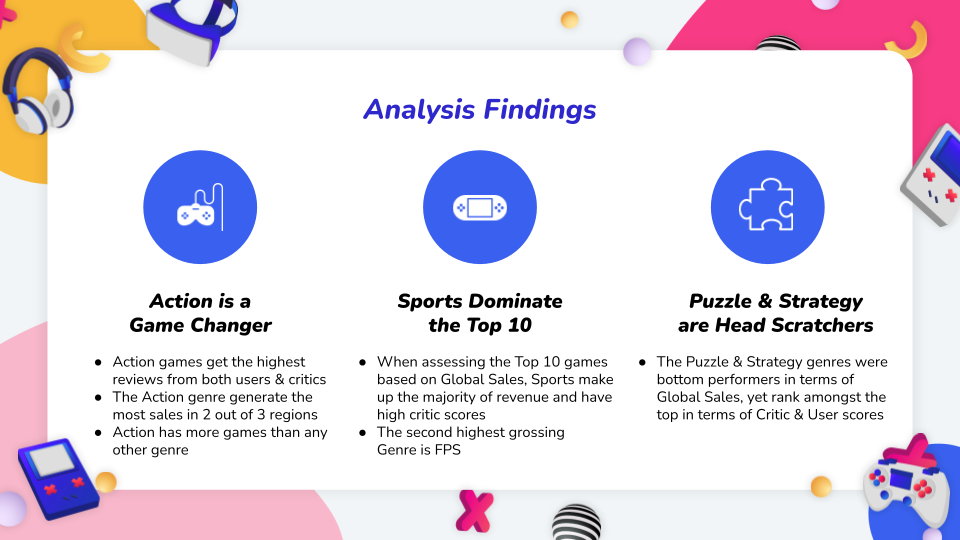 Analysis Findings
Action is a
Game Changer
● Action games get the highest
reviews from both users & critics
● The Action genre generate the
most sales in 2 out of 3 regions
● Action has more games than any
other genre
Sports Dominate
the Top 10
● When assessing the Top 10 games
based on Global Sales, Sports make
up the majority of revenue and have
high critic scores
● The second highest grossing
Genre is FPS
Puzzle & Strategy
are Head Scratchers
● The Puzzle & Strategy genres were
bottom performers in terms of
Global Sales, yet rank amongst the
top in terms of Critic & User scores